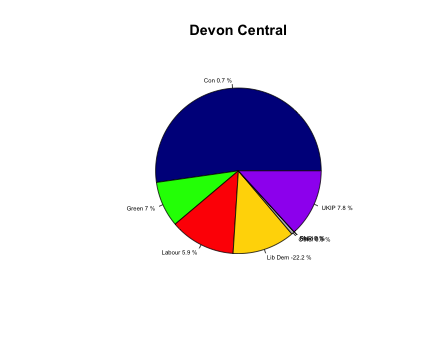 Devon Central
Con 0.7 %
Green 7 %
UKIP 7.8 %
Labour 5.9 %
Lib Dem -22.2 %